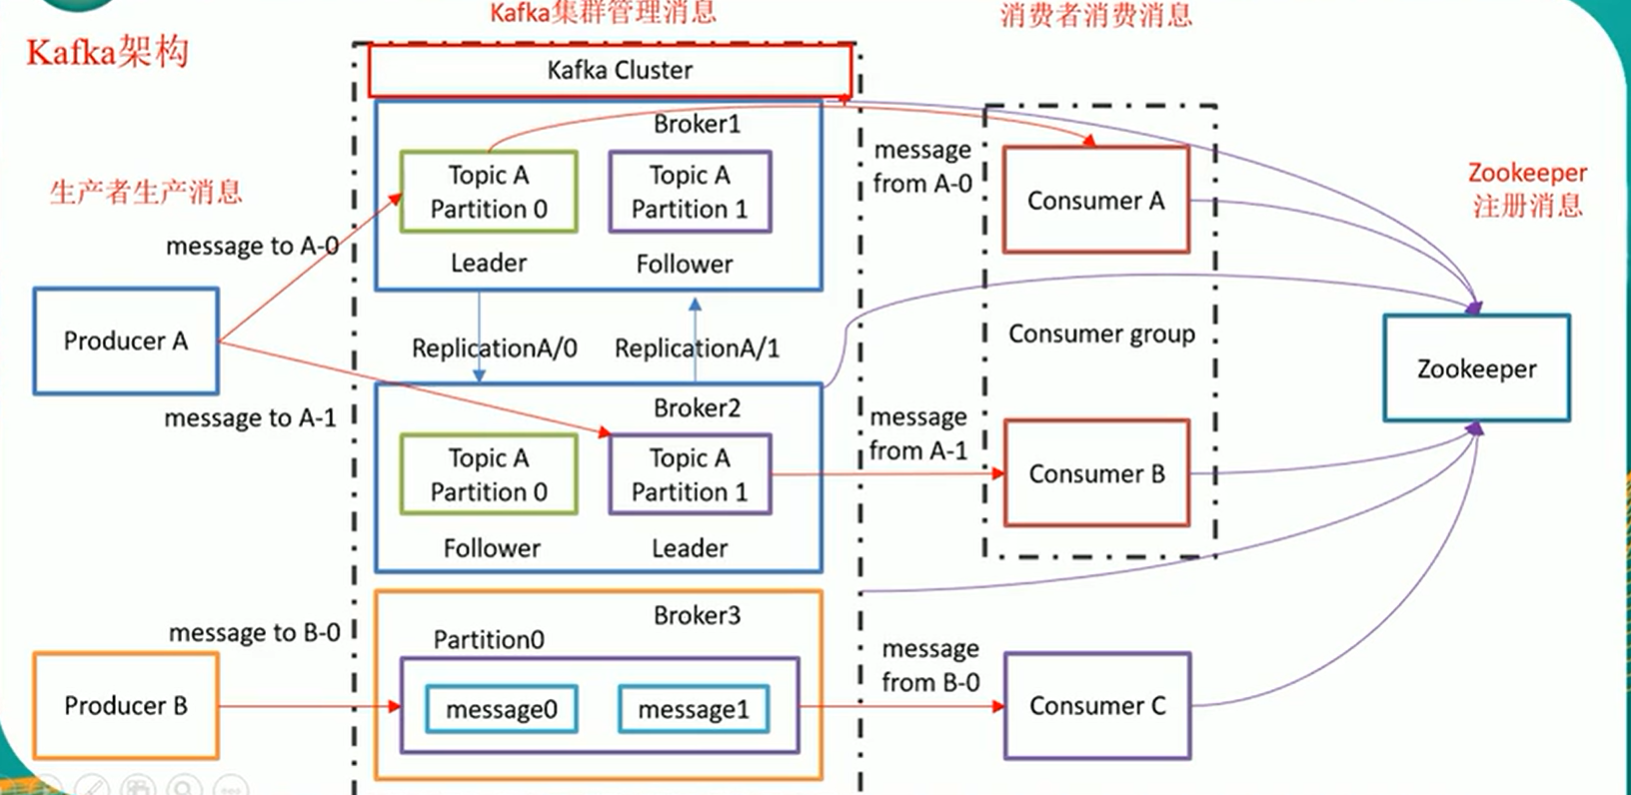 Kafka架构
Kafka集群管理消息
消费者消费消息
Kafka Cluster
Broker1
Topic A
Partition 0
Topic A
Partition 1
Leader
Follower
message
from A-0
Consumer A
Zookeeper
注册消息
生产者生产消息
message to A-0
Producer A
message to A-1
ReplicationA/0
ReplicationA/1
Consumer group
Zookeeper
Broker2
Topic A
Partition 0
Topic A
Partition 1
Follower
Leader
message
from A-1
Consumer B
message to B-0
Producer B
Broker3
Partition0
message0
message1
message
from B-0
Consumer C